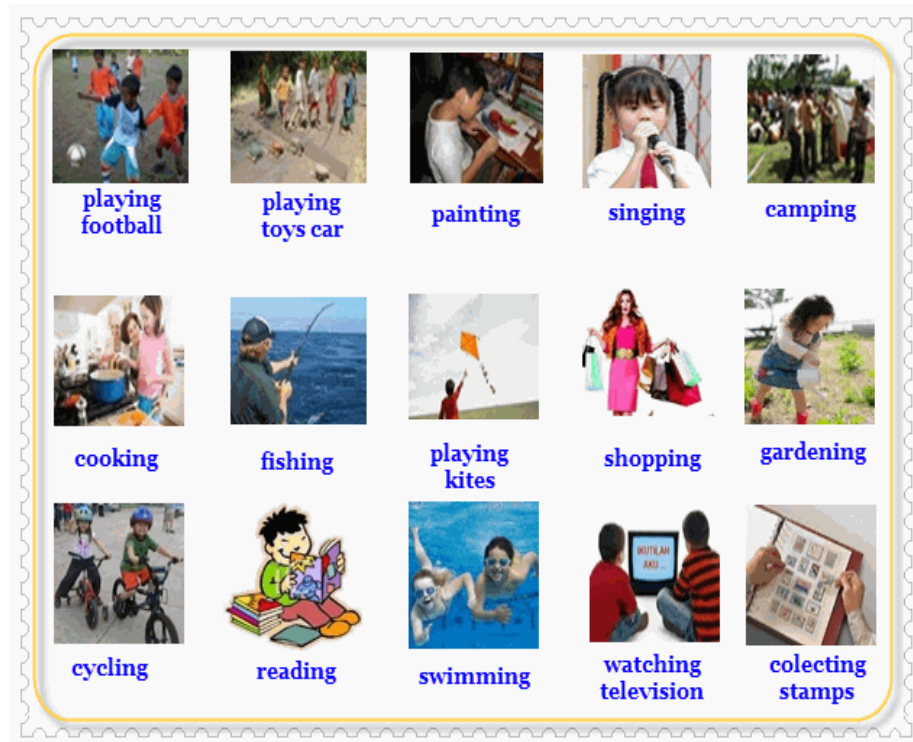 playing
football
playing
toys car
painting
singing
camping
cooking
fishing
playing
kites
shopping
gardening
cycling
reading
swimming
IKUTILAH
AKU ...
watching
television
colecting
stamps